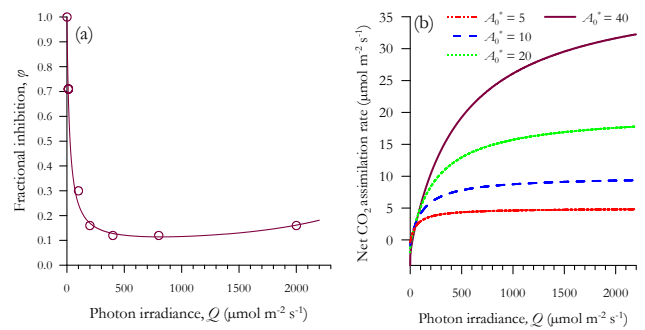 (a)
Fractional inhibition, φ
1.0
0.9
0.8
0.7
0.6
0.5
0.4
0.3
0.2
0.1
0.0
0 500 1000 1500 2000
Photon irradiance, Q (μmol m⁻² s⁻¹)
(b)
A₀* = 5
A₀* = 10
A₀* = 20
A₀* = 40
Net CO₂ assimilation rate (μmol m⁻² s⁻¹)
35
30
25
20
15
10
5
0
0 500 1000 1500 2000
Photon irradiance, Q (μmol m⁻² s⁻¹)